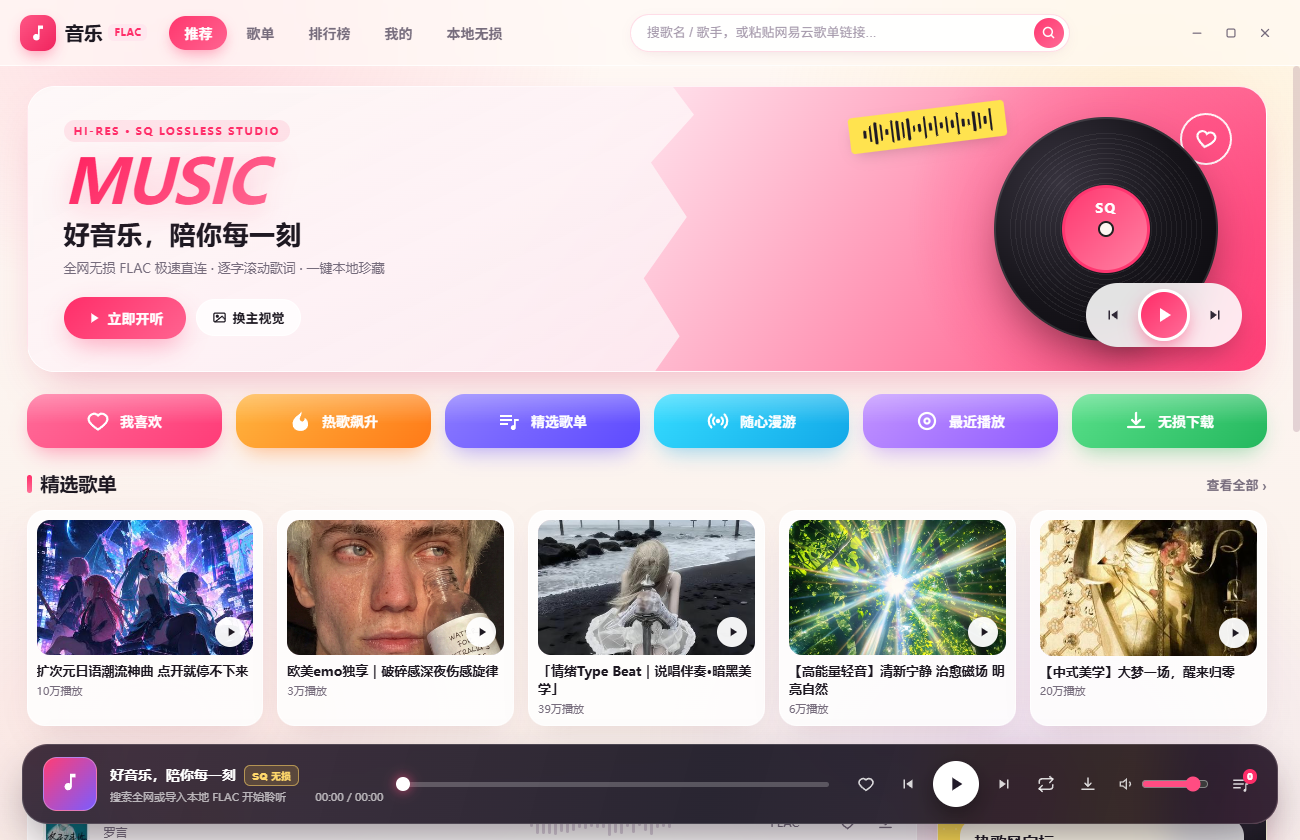 音乐 FLAC 推荐 歌单 排行榜 我的 本地无损 搜歌名 / 歌手，或粘贴网易云歌单链接...
HI-RES • SQ LOSSLESS STUDIO
MUSIC
好音乐，陪你每一刻
全网无损 FLAC 极速直连 · 逐字滚动歌词 · 一键本地珍藏
立即开听 换主视觉
SQ
我喜欢 热歌飙升 精选歌单 随心漫游 最近播放 无损下载
精选歌单 查看全部 ›
扩次元日语潮流神曲 点开就停不下来
10万播放
欧美emo独享｜破碎感深夜伤感旋律
3万播放
「情绪Type Beat｜说唱伴奏•暗黑美
学」
39万播放
【高能量轻音】清新宁静 治愈磁场 明
亮自然
6万播放
【中式美学】大梦一场，醒来归零
20万播放
好音乐，陪你每一刻 SQ 无损
搜索全网或导入本地 FLAC 开始聆听 00:00 / 00:00
0
罗言